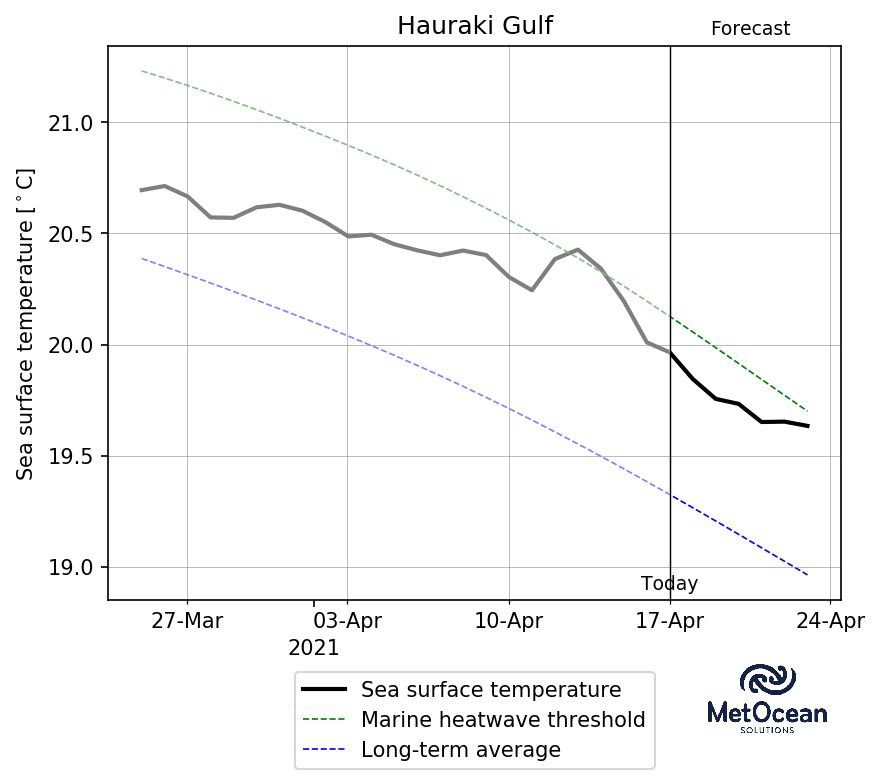 Hauraki Gulf
Forecast
Sea surface temperature [°C]
21.0
20.5
20.0
19.5
19.0
Today
27-Mar 03-Apr 10-Apr 17-Apr 24-Apr
2021
Sea surface temperature
Marine heatwave threshold
Long-term average
MetOcean
SOLUTIONS